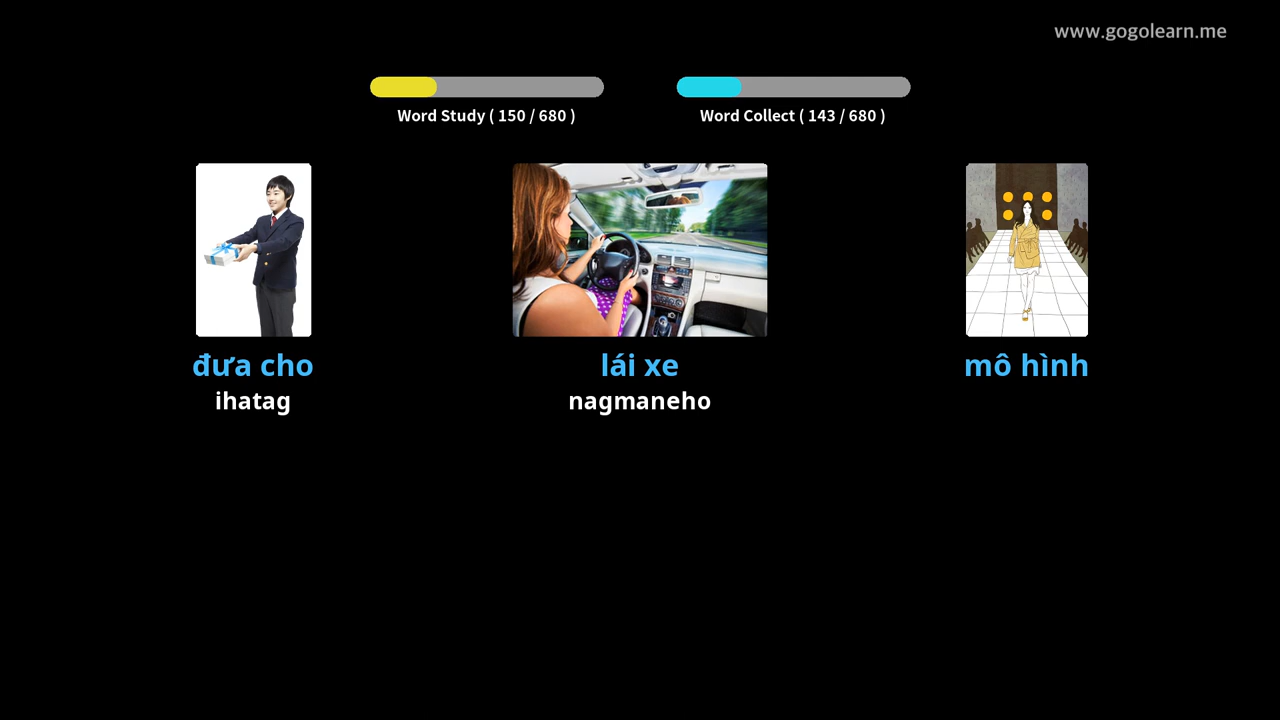 www.gogolearn.me
Word Study ( 150 / 680 )
Word Collect ( 143 / 680 )
đưa cho
ihatag
lái xe
nagmaneho
mô hình